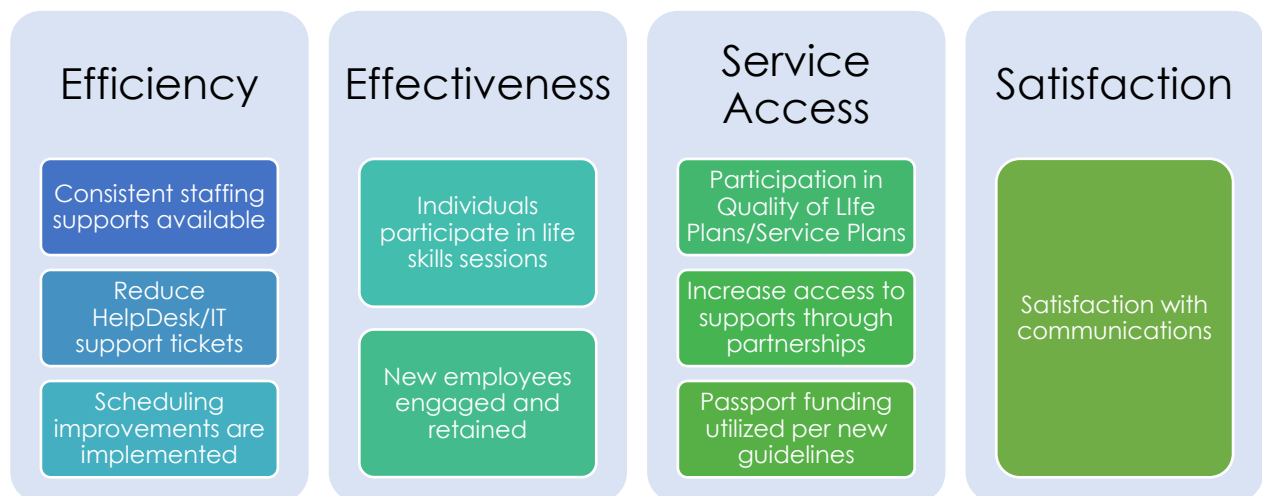 Efficiency
Consistent staffing
supports available
Reduce
HelpDesk/IT
support tickets
Scheduling
improvements are
implemented
Effectiveness
Individuals
participate in life
skills sessions
New employees
engaged and
retained
Service
Access
Participation in
Quality of LIfe
Plans/Service Plans
Increase access to
supports through
partnerships
Passport funding
utilized per new
guidelines
Satisfaction
Satisfaction with
communications